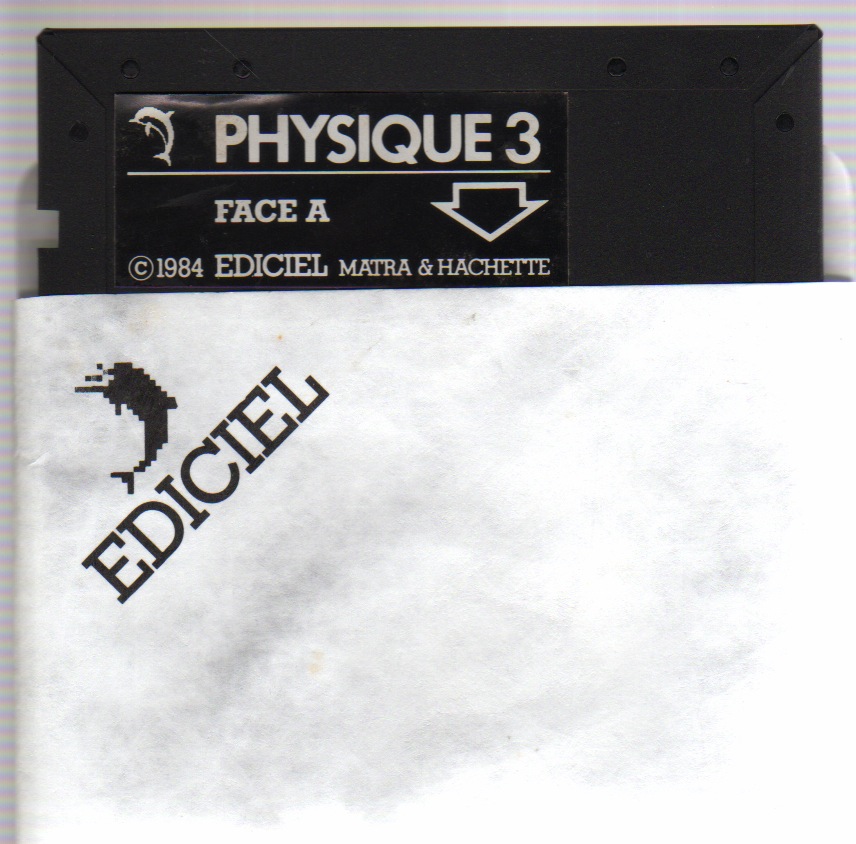 PHYSIQUE 3
FACE A
©1984 EDICIEL MATRA & HACHETTE
EDICIEL